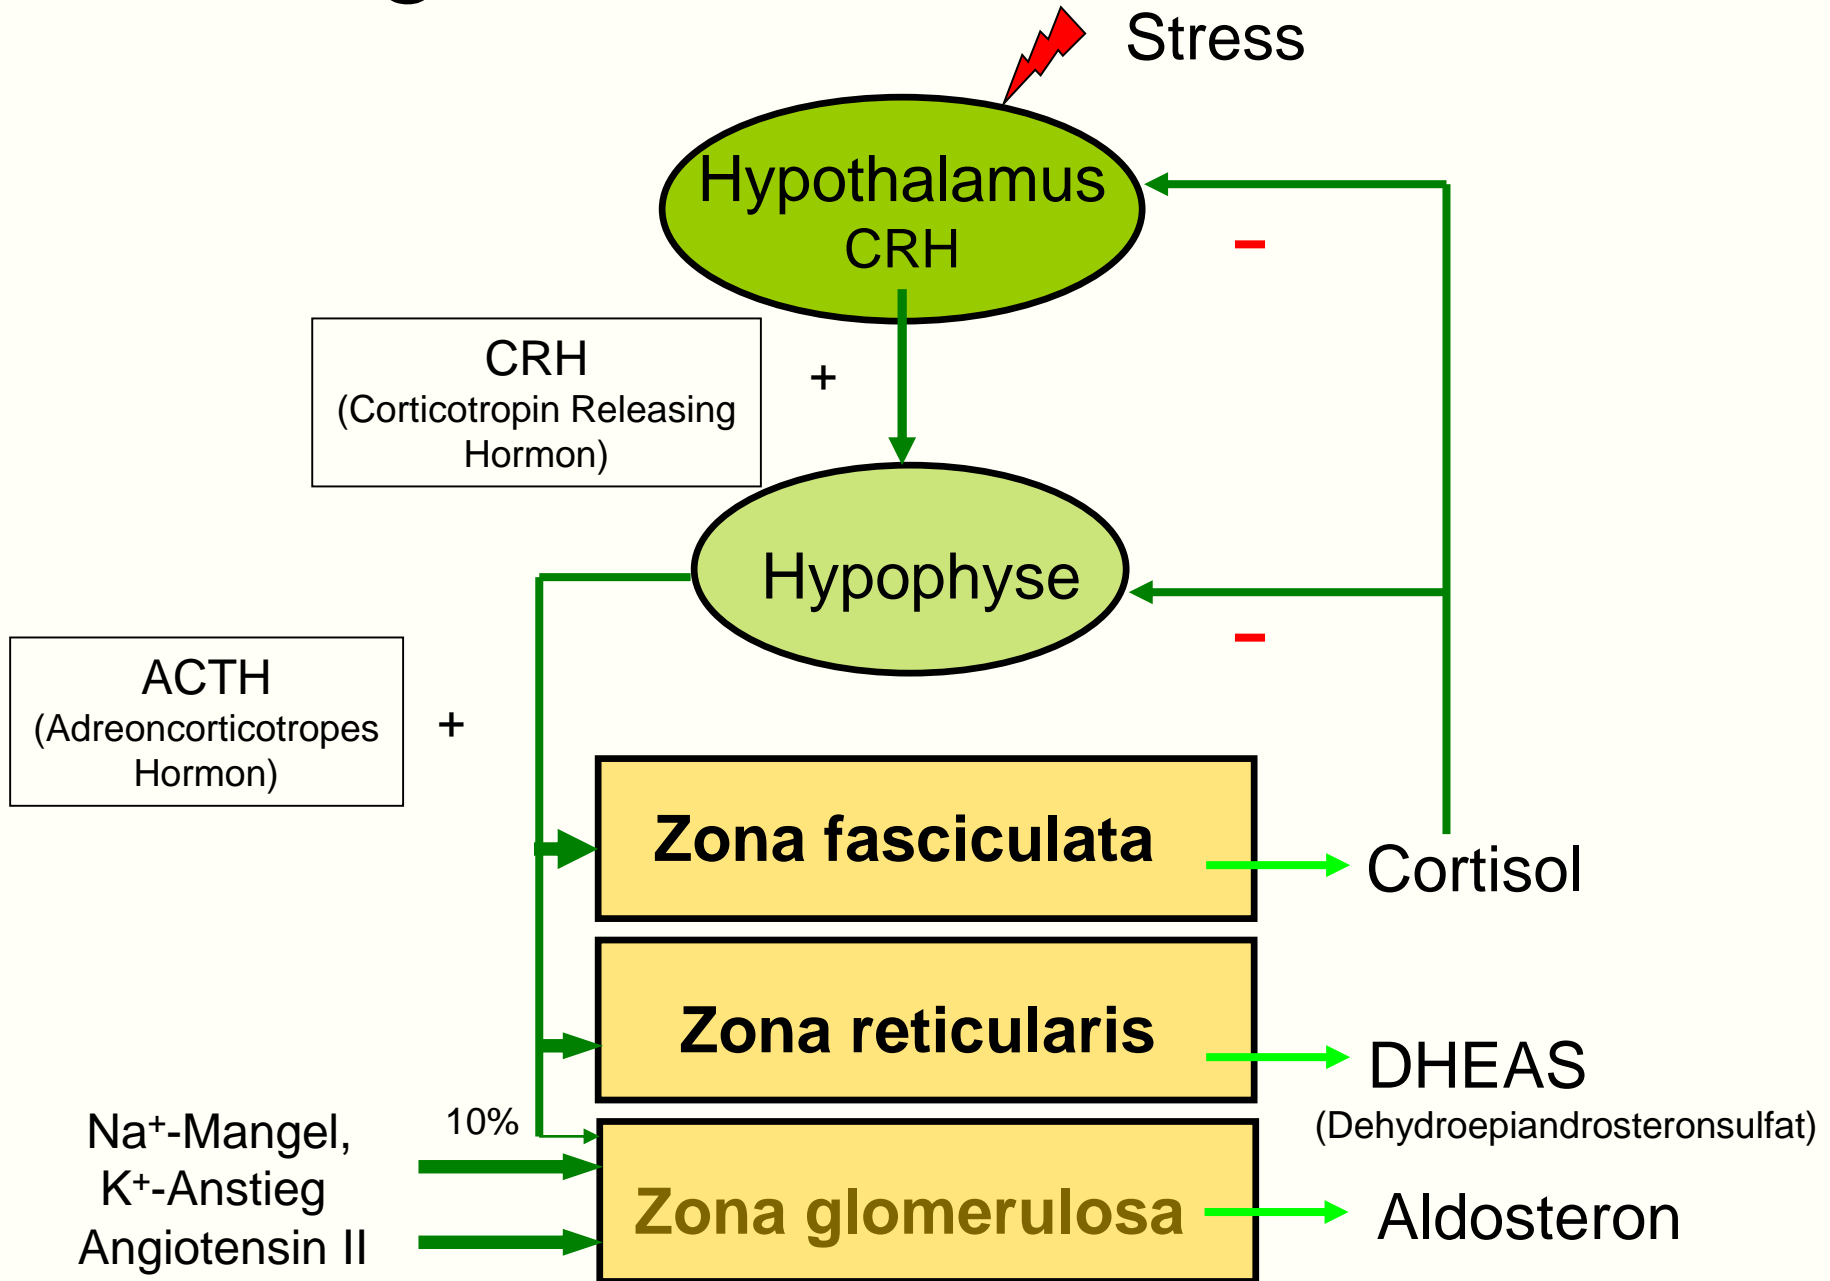 Stress
Hypothalamus
CRH
–
CRH
(Corticotropin Releasing
Hormon)
+
Hypophyse
–
ACTH
(Adreoncorticotropes
Hormon)
+
Zona fasciculata
Cortisol
Zona reticularis
DHEAS
(Dehydroepiandrosteronsulfat)
Na⁺-Mangel,
K⁺-Anstieg
Angiotensin II
10%
Zona glomerulosa
Aldosteron